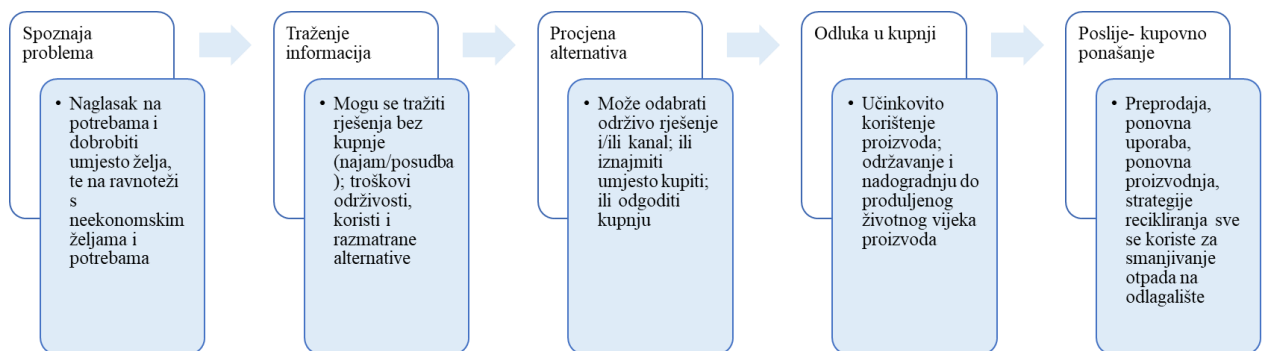 Spoznaja
problema
• Naglasak na
potrebama i
dobrobiti
umjesto želja,
te na ravnoteži
s
neekonomskim
željama i
potrebama
Traženje
informacija
• Mogu se tražiti
rješenja bez
kupnje
(najam/posudba
); troškovi
održivosti,
koristi i
razmatrane
alternative
Procjena
alternativa
• Može odabrati
održivo rješenje
i/ili kanal; ili
iznajmiti
umjesto kupiti;
ili odgoditi
kupnju
Odluka u kupnji
• Učinkovito
korištenje
proizvoda;
održavanje i
nadogradnju do
produljenog
životnog vijeka
proizvoda
Poslije- kupovno
ponašanje
• Preprodaja,
ponovna
uporaba,
ponovna
proizvodnja,
strategije
recikliranja sve
se koriste za
smanjivanje
otpada na
odlagalište